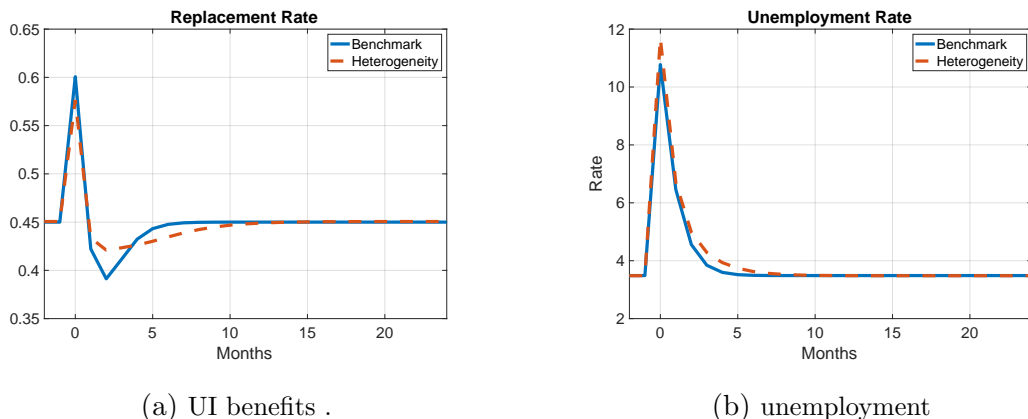 Replacement Rate
0.65
0.6
0.55
0.5
0.45
0.4
0.35
0
5
10
15
20
Months
Benchmark
Heterogeneity
(a) UI benefits .
Unemployment Rate
12
10
8
6
4
2
Rate
0
5
10
15
20
Months
Benchmark
Heterogeneity
(b) unemployment